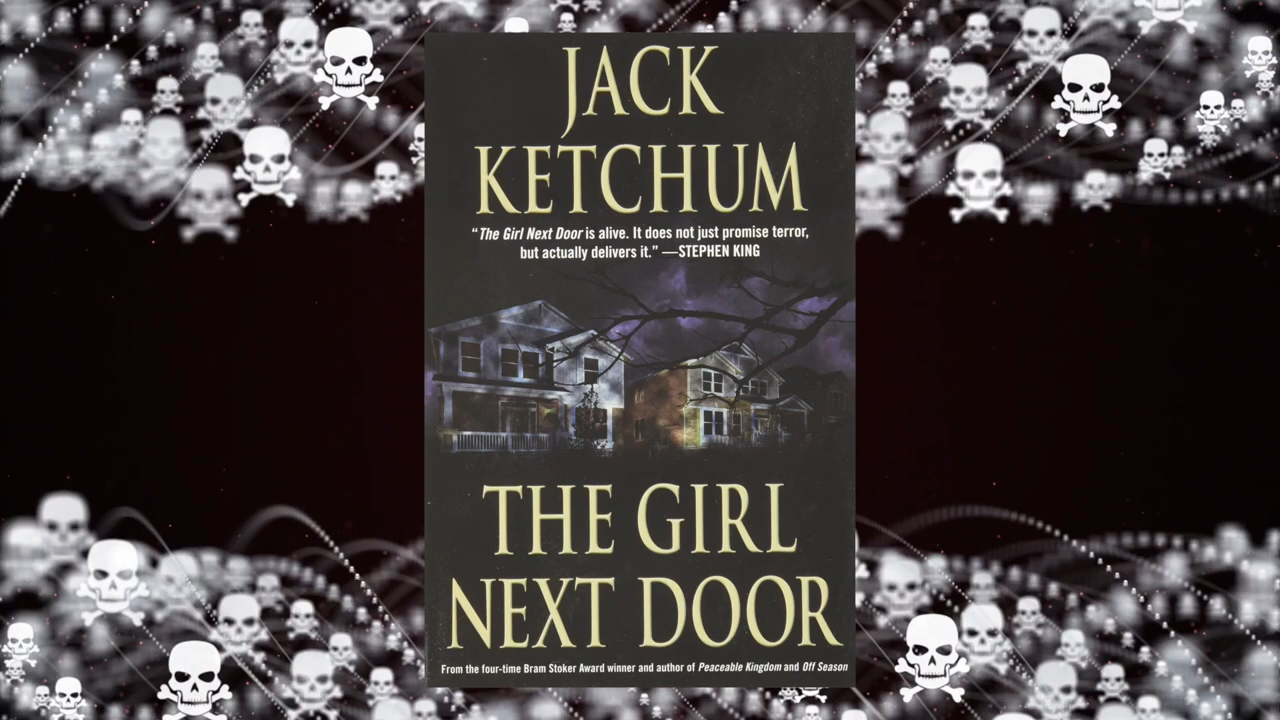 JACK
KETCHUM
“The Girl Next Door is alive. It does not just promise terror,
but actually delivers it.” —STEPHEN KING
THE GIRL
NEXT DOOR
From the four-time Bram Stoker Award winner and author of Peaceable Kingdom and Off Season